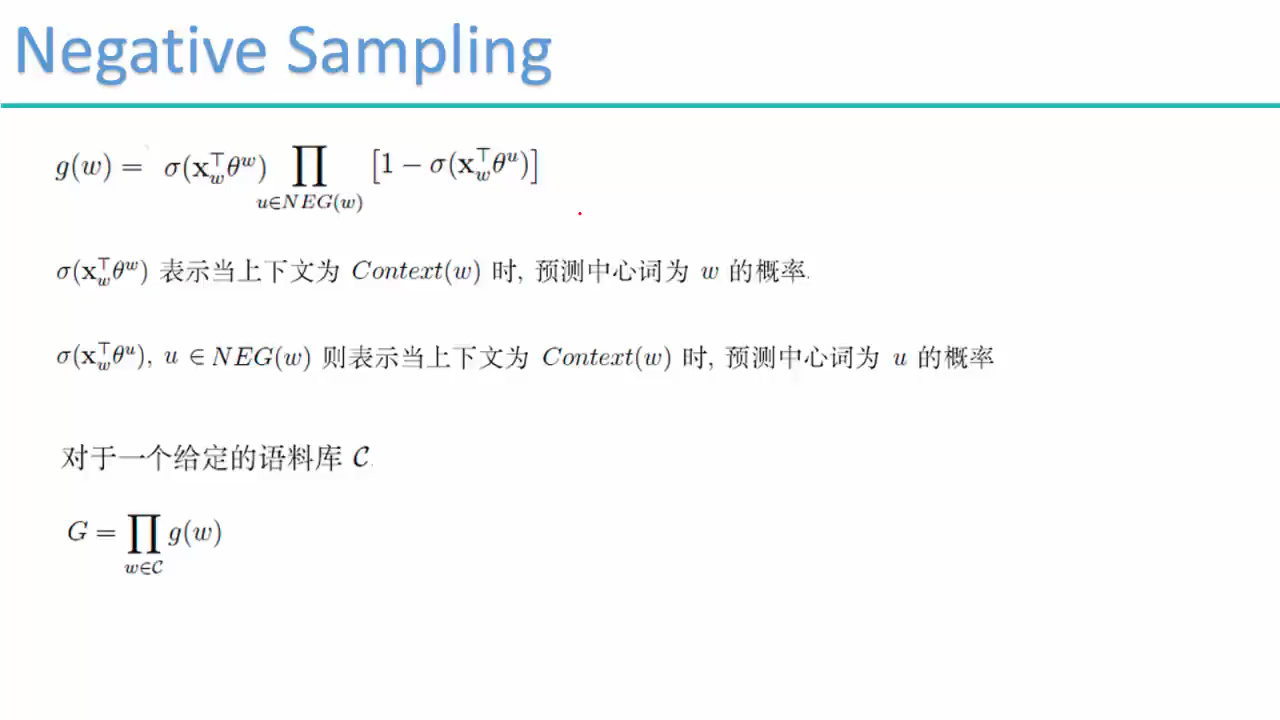 Negative Sampling
g(w) = σ(x_w^⊤ θ^w) ∏_{u∈NEG(w)} [1 − σ(x_w^⊤ θ^u)]
σ(x_w^⊤ θ^w) 表示当上下文为 Context(w) 时, 预测中心词为 w 的概率.
σ(x_w^⊤ θ^u), u ∈ NEG(w) 则表示当上下文为 Context(w) 时, 预测中心词为 u 的概率
对于一个给定的语料库 C
G = ∏_{w∈C} g(w)